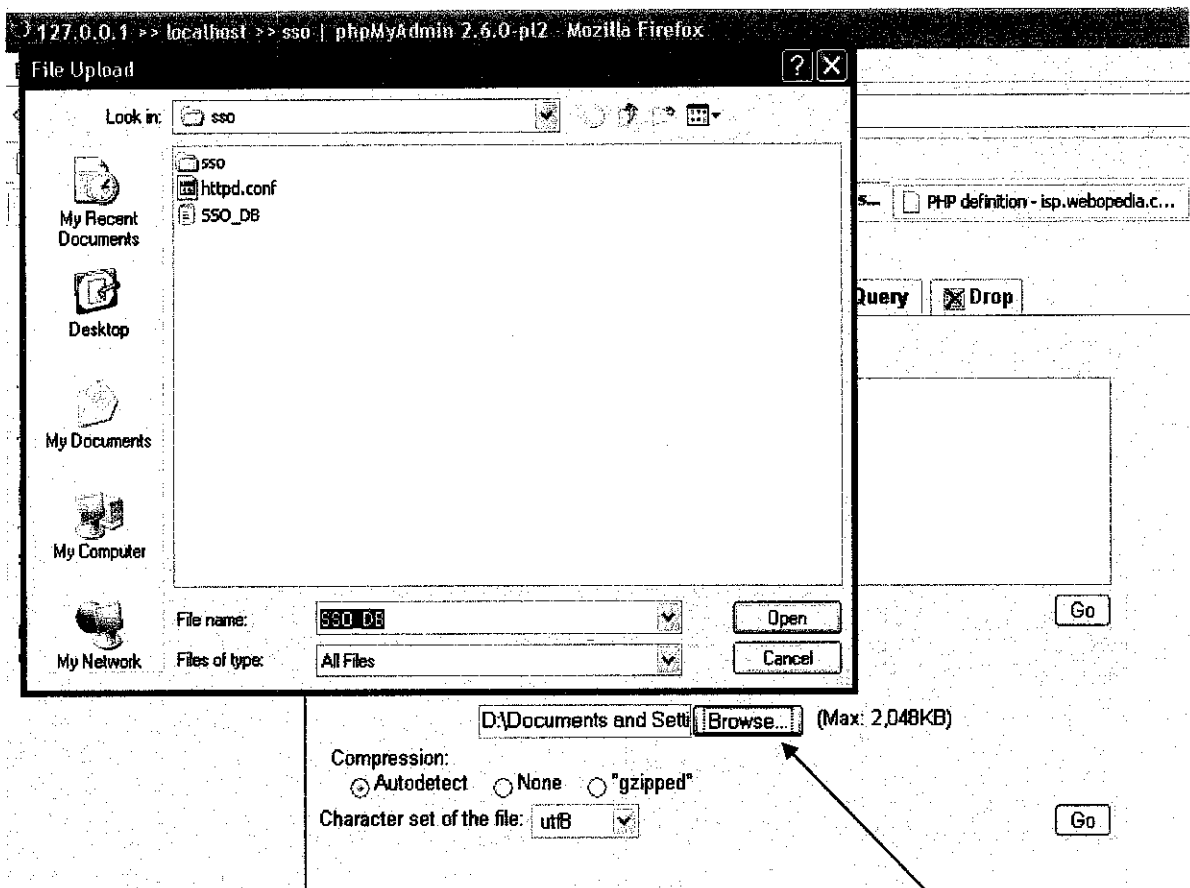 127.0.0.1 >> localhost >> sso | phpMyAdmin 2.6.0-pl2 - Mozilla Firefox
File Upload
Look in: sso
sso
httpd.conf
SSO_DB
My Recent
Documents
Desktop
My Documents
My Computer
My Network
File name: SSO_DB
Open
Files of type: All Files
Cancel
s... PHP definition - isp.webopedia.c...
Query Drop
Go
D:\Documents and Setti Browse... (Max: 2,048KB)
Compression:
Autodetect None "gzipped"
Character set of the file: utf8
Go